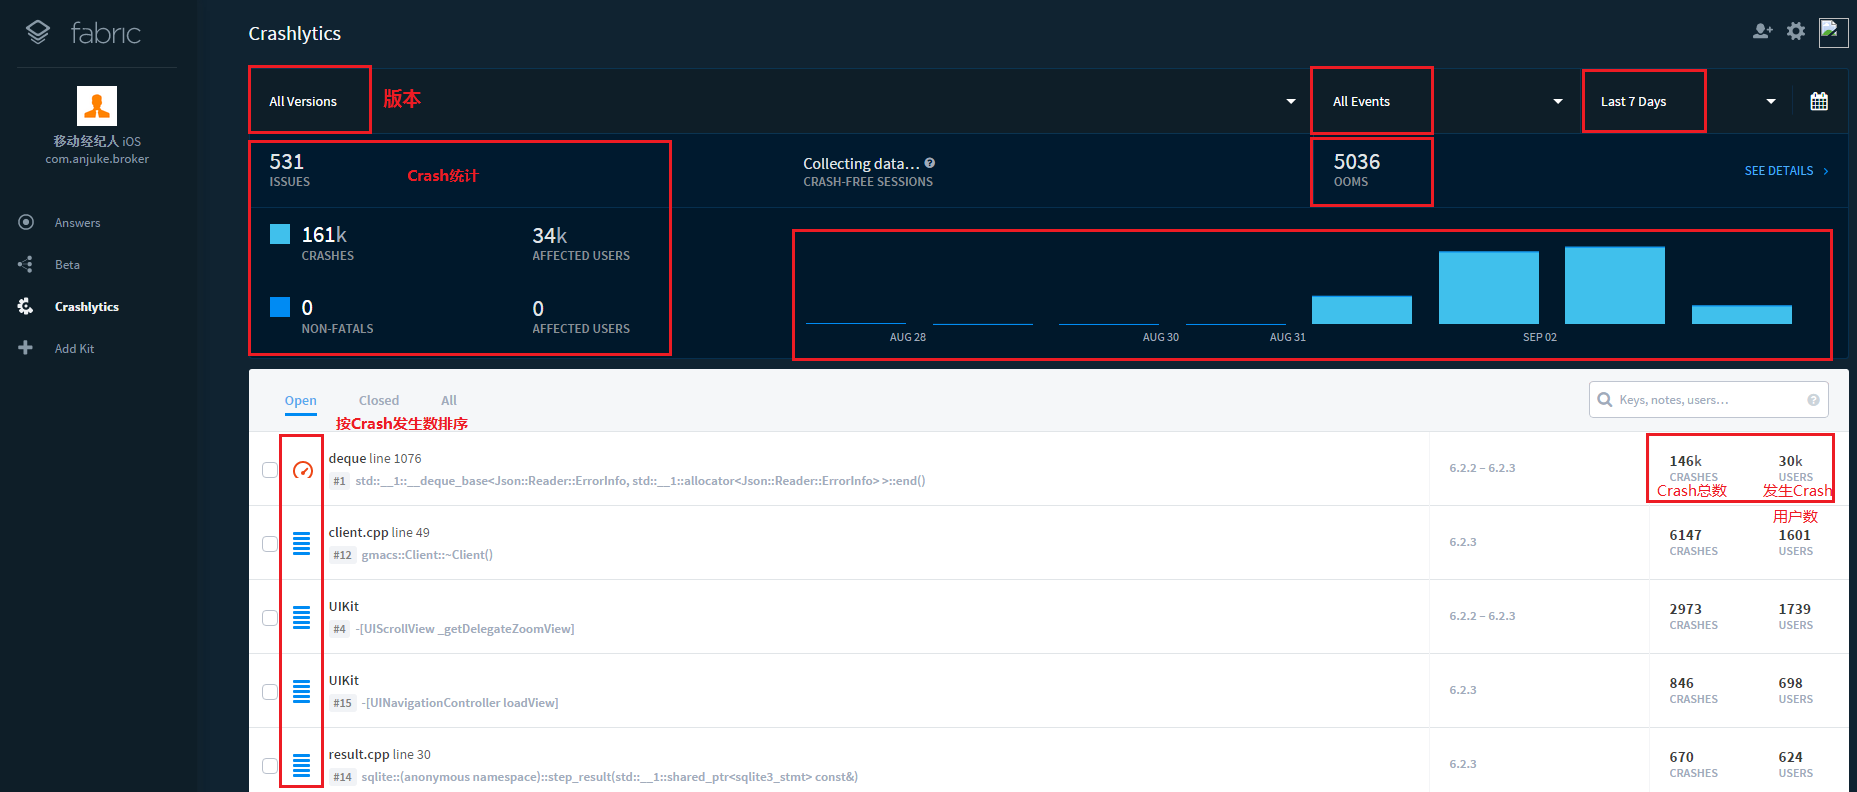 fabric
移动经纪人 iOS
com.anjuke.broker
Answers
Beta
Crashlytics
Add Kit
Crashlytics
All Versions
版本
All Events
Last 7 Days
531
ISSUES
Crash统计
Collecting data...
CRASH-FREE SESSIONS
5036
OOMS
SEE DETAILS
161k
CRASHES
34k
AFFECTED USERS
0
NON-FATALS
0
AFFECTED USERS
AUG 28
AUG 30
AUG 31
SEP 02
Open
Closed
All
Keys, notes, users...
按Crash发生数排序
deque line 1076
#1 std::__1::__deque_base<Json::Reader::ErrorInfo, std::__1::allocator<Json::Reader::ErrorInfo> >::end()
6.2.2 – 6.2.3
146k
CRASHES
30k
USERS
Crash总数
发生Crash
用户数
client.cpp line 49
#12 gmacs::Client::~Client()
6.2.3
6147
CRASHES
1601
USERS
UIKit
#4 -[UIScrollView _getDelegateZoomView]
6.2.2 – 6.2.3
2973
CRASHES
1739
USERS
UIKit
#15 -[UINavigationController loadView]
6.2.3
846
CRASHES
698
USERS
result.cpp line 30
#14 sqlite::(anonymous namespace)::step_result(std::__1::shared_ptr<sqlite3_stmt> const&)
6.2.3
670
CRASHES
624
USERS